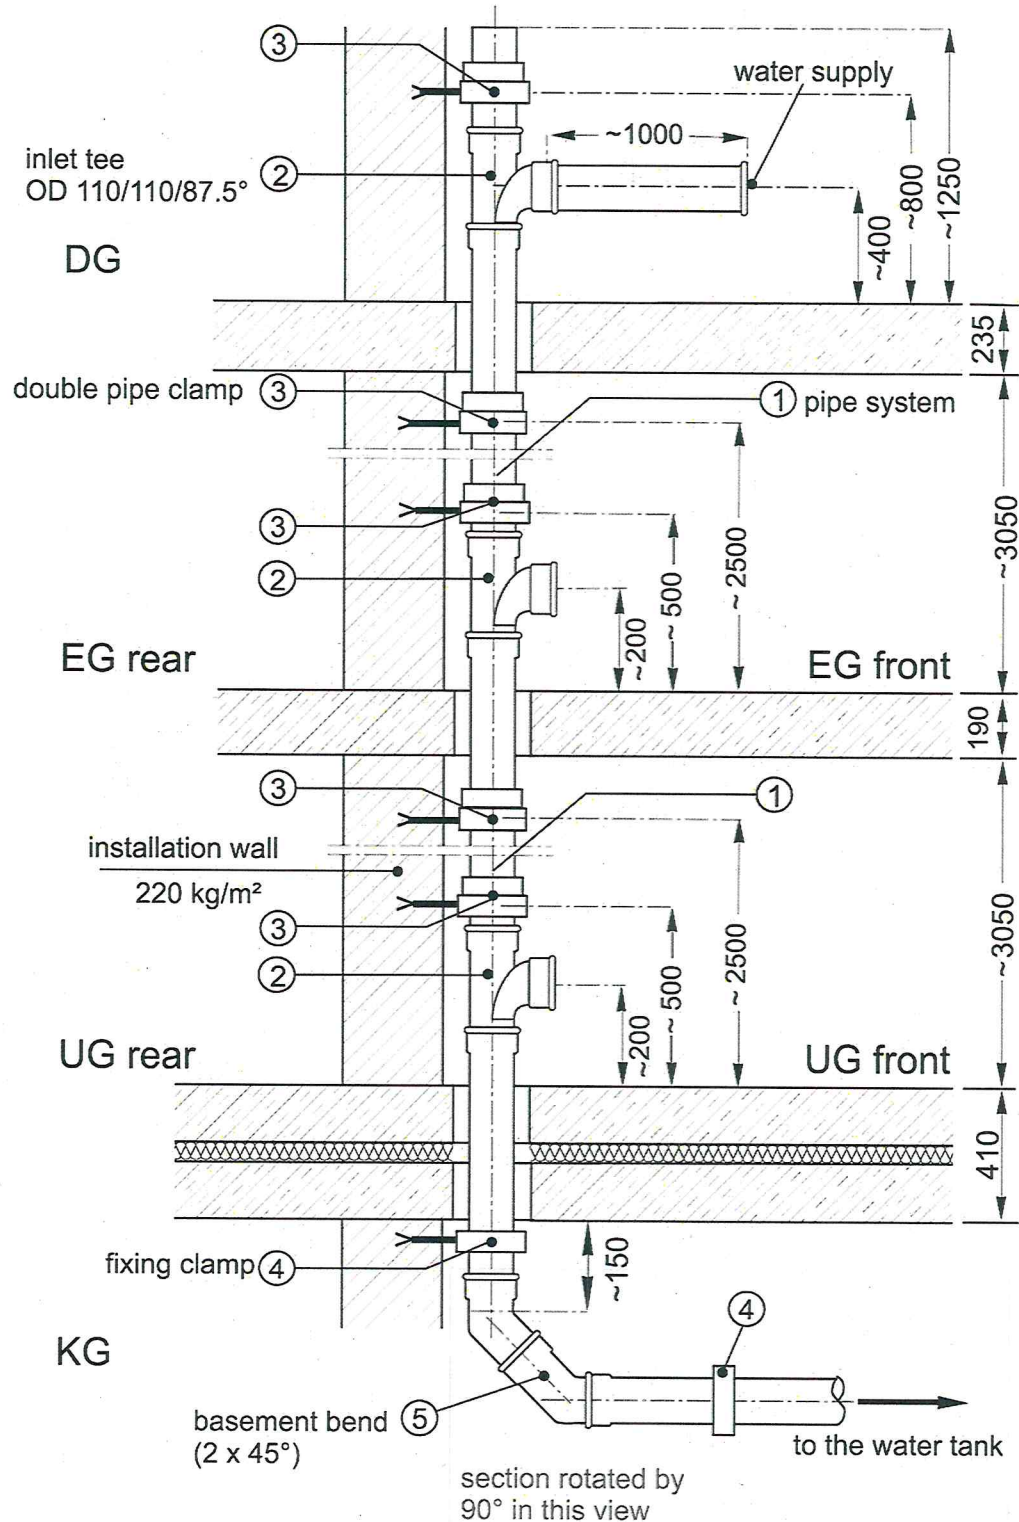 ③
water supply
~1000
inlet tee
OD 110/110/87.5°
②
~400
~800
~1250
DG
235
double pipe clamp ③
① pipe system
③
②
~200
~500
~2500
~3050
EG rear
EG front
190
③
①
installation wall
220 kg/m²
③
②
~200
~500
~2500
~3050
UG rear
UG front
410
fixing clamp ④
~150
KG
④
basement bend ⑤
(2 x 45°)
to the water tank
section rotated by
90° in this view